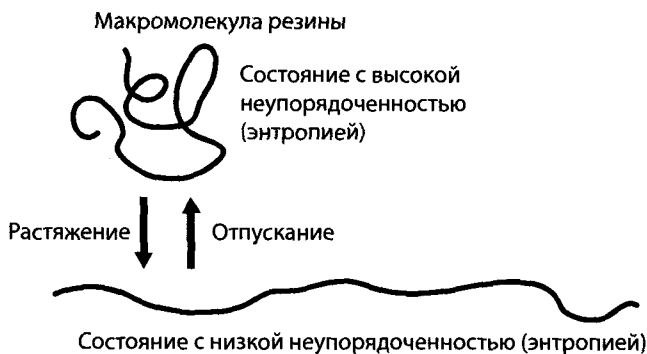 Макромолекула резины
Состояние с высокой
неупорядоченностью
(энтропией)
Растяжение
Отпускание
Состояние с низкой неупорядоченностью (энтропией)